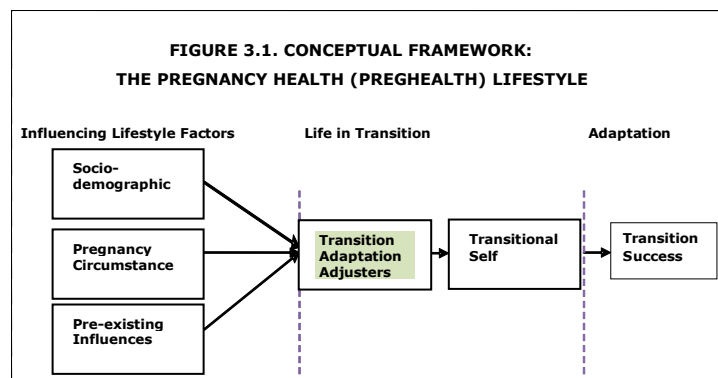 FIGURE 3.1. CONCEPTUAL FRAMEWORK:
THE PREGNANCY HEALTH (PREGHEALTH) LIFESTYLE
Influencing Lifestyle Factors
Life in Transition
Adaptation
Socio-
demographic
Pregnancy
Circumstance
Pre-existing
Influences
Transition
Adaptation
Adjusters
Transitional
Self
Transition
Success